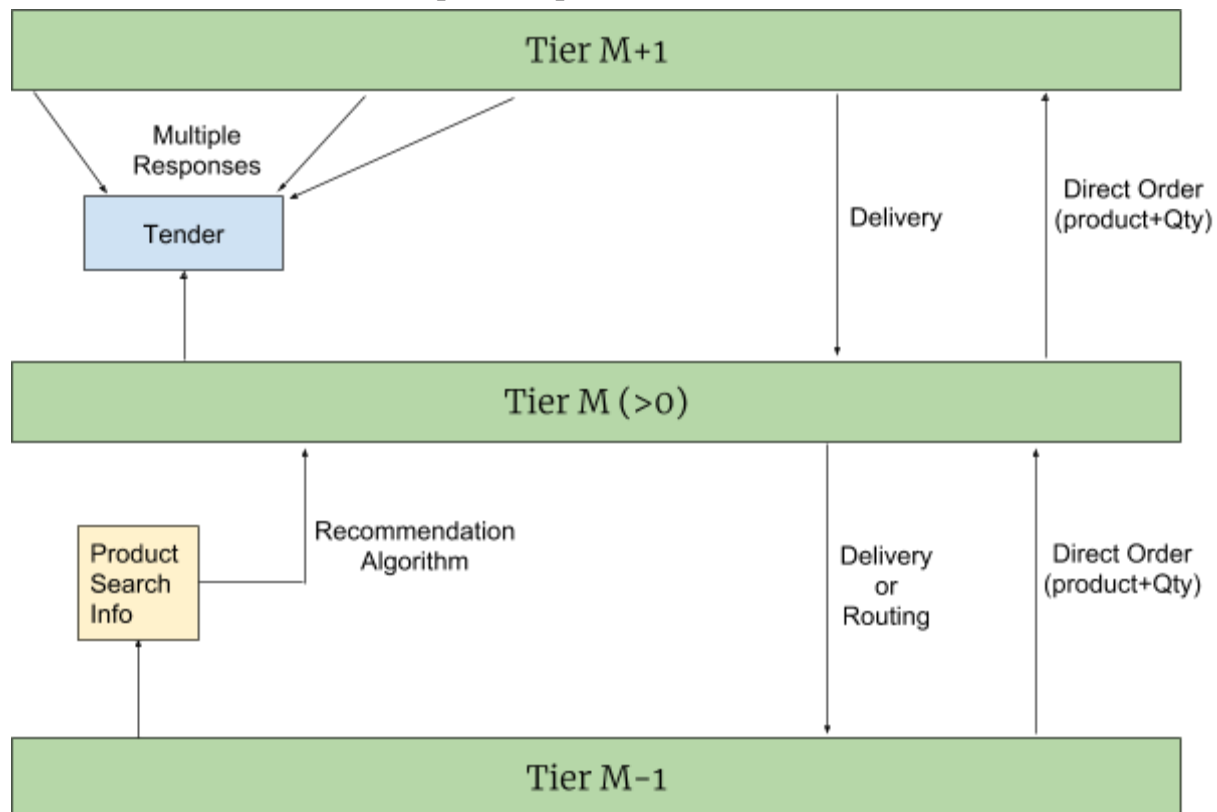 Tier M+1
Multiple
Responses
Tender
Delivery
Direct Order
(product+Qty)
Tier M (>0)
Product
Search
Info
Recommendation
Algorithm
Delivery
or
Routing
Direct Order
(product+Qty)
Tier M-1